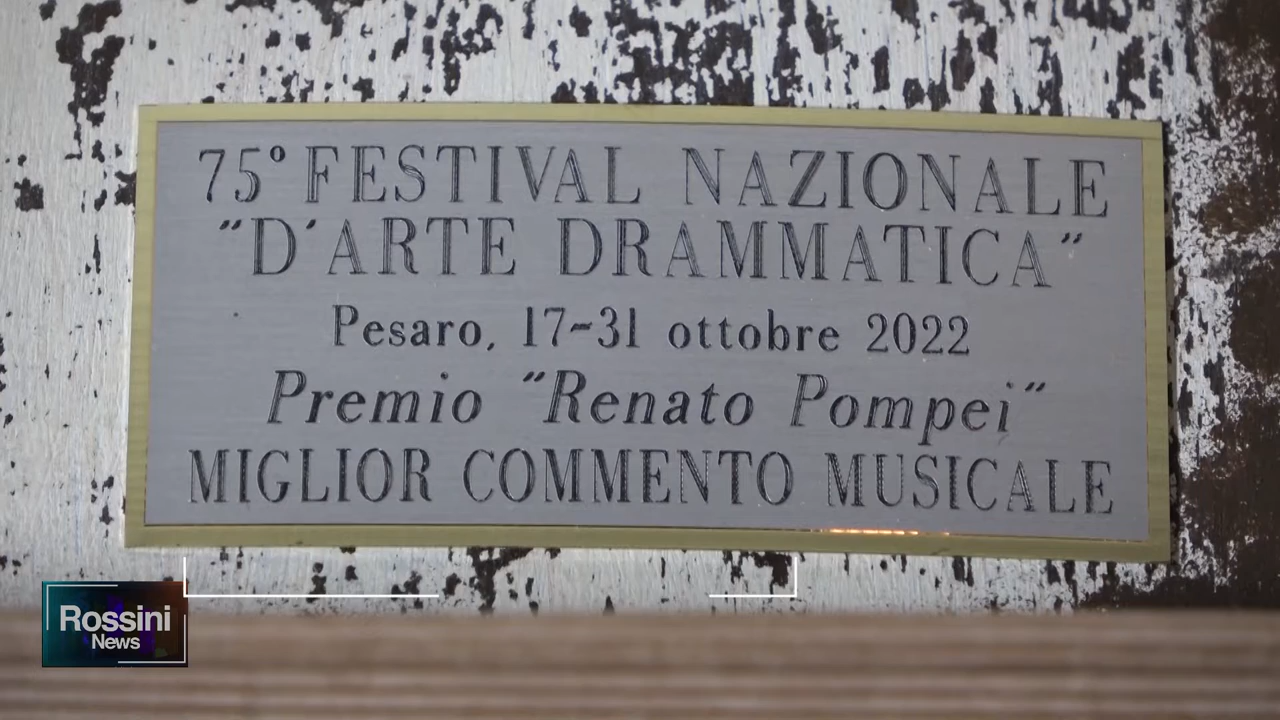 75° FESTIVAL NAZIONALE
"D'ARTE DRAMMATICA"
Pesaro, 17-31 ottobre 2022
Premio "Renato Pompei"
MIGLIOR COMMENTO MUSICALE
Rossini
News